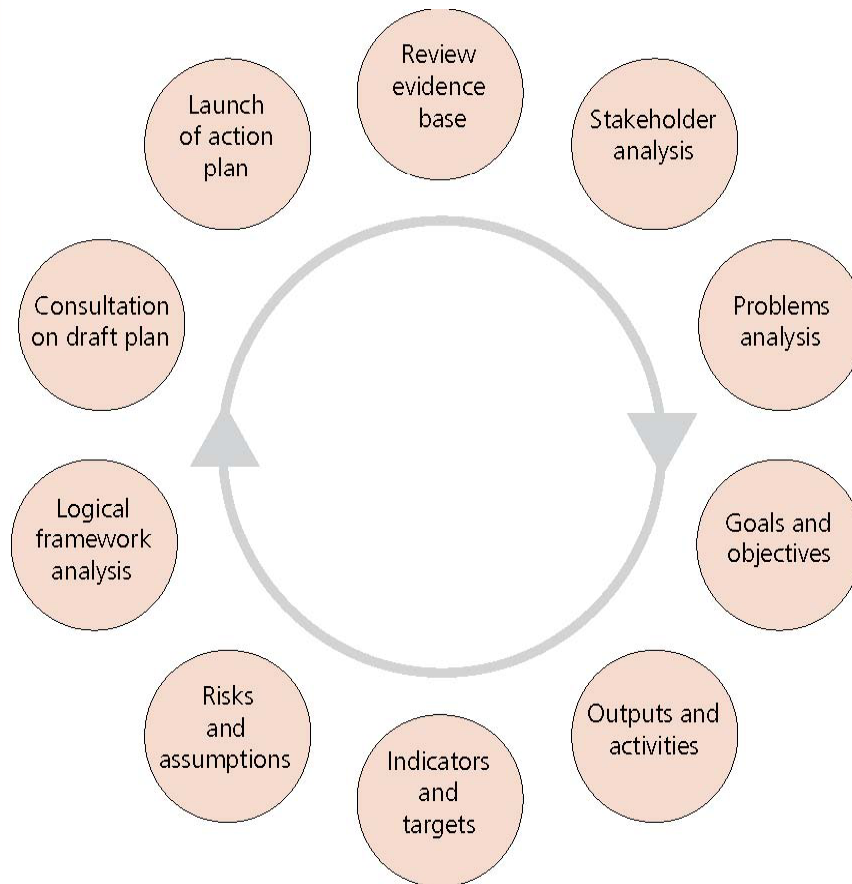 Review
evidence
base
Stakeholder
analysis
Problems
analysis
Goals and
objectives
Outputs and
activities
Indicators
and
targets
Risks
and
assumptions
Logical
framework
analysis
Consultation
on draft plan
Launch
of action
plan